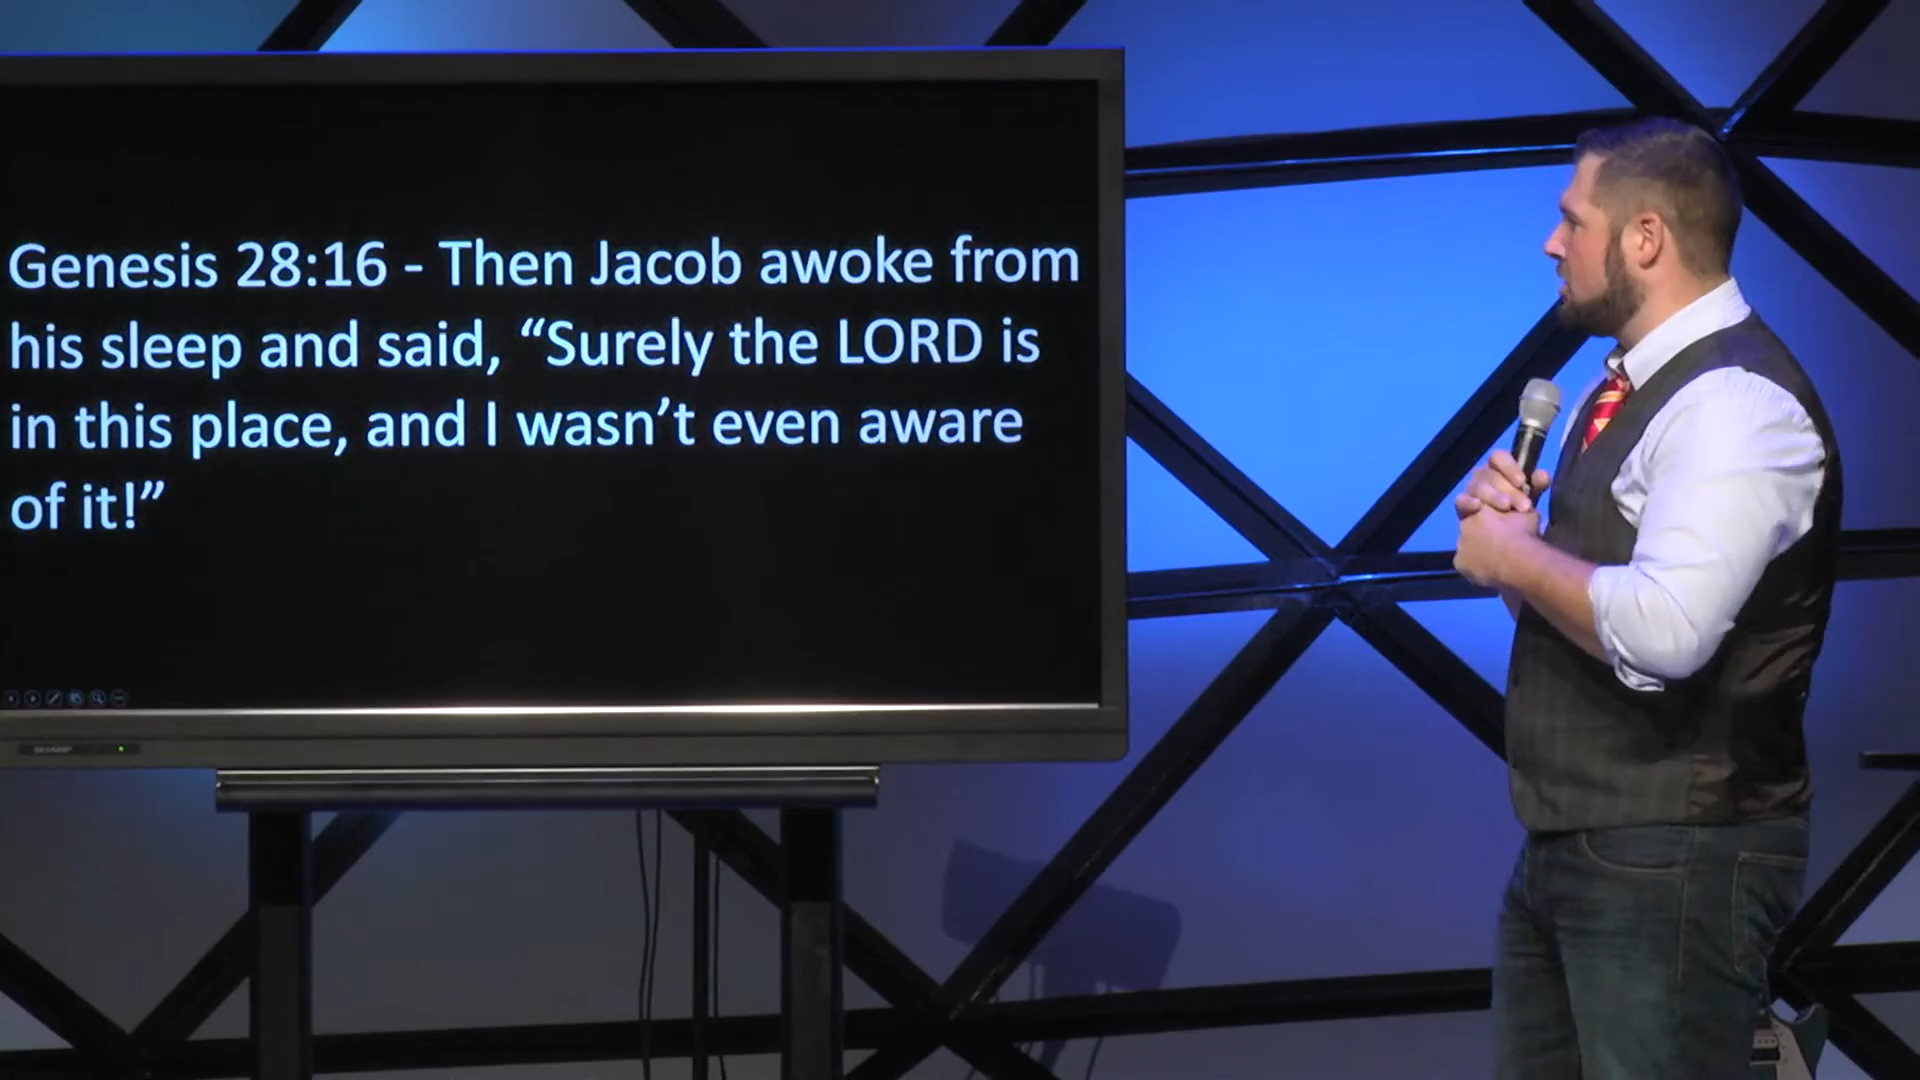 Genesis 28:16 - Then Jacob awoke from
his sleep and said, “Surely the LORD is
in this place, and I wasn’t even aware
of it!”
SHARP